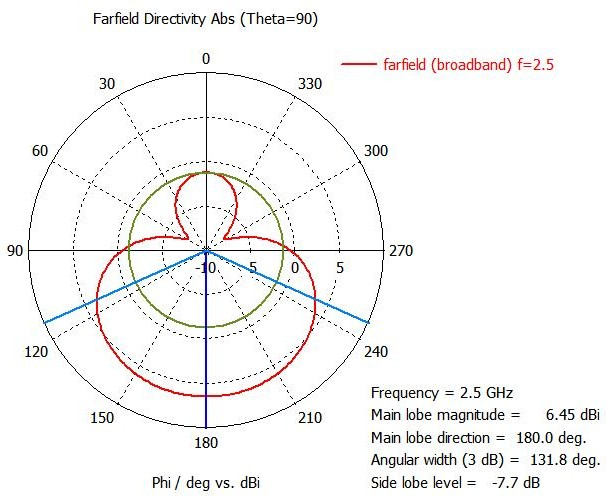 Farfield Directivity Abs (Theta=90)
0
farfield (broadband) f=2.5
30
330
60
300
90
-10
5
0
5
270
120
240
150
210
180
Frequency = 2.5 GHz
Main lobe magnitude = 6.45 dBi
Main lobe direction = 180.0 deg.
Angular width (3 dB) = 131.8 deg.
Side lobe level = -7.7 dB
Phi / deg vs. dBi